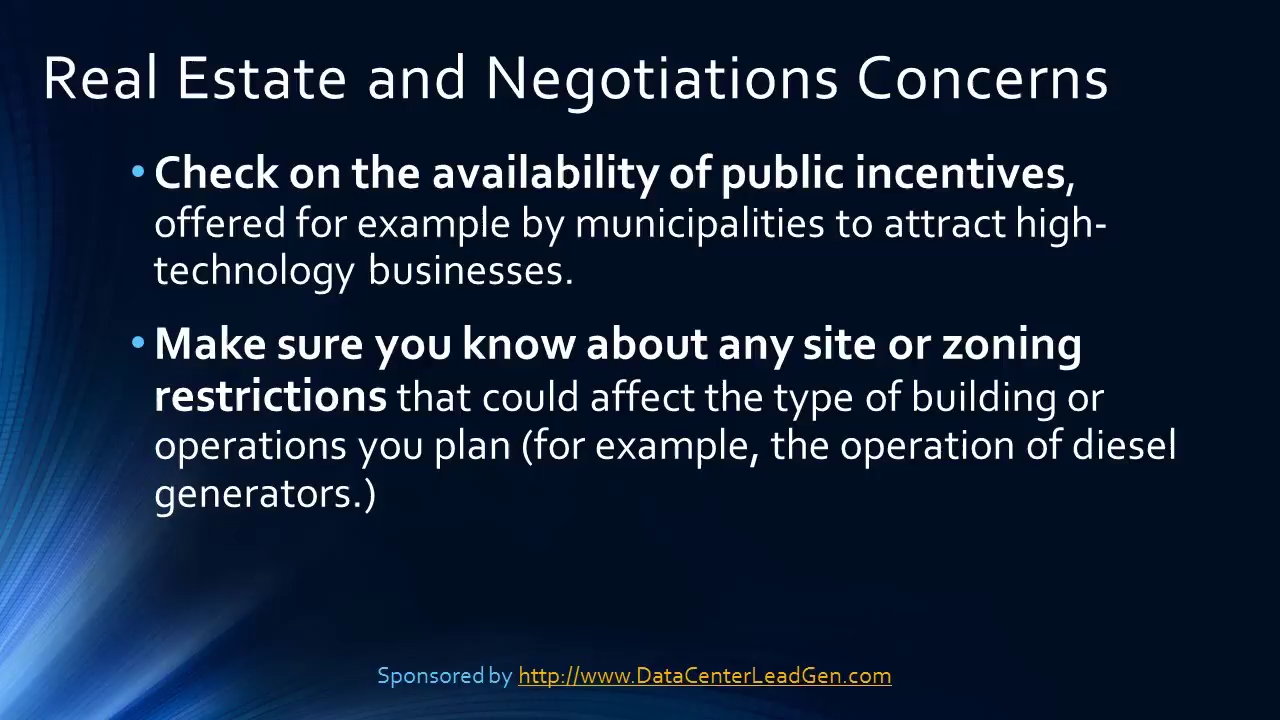 Real Estate and Negotiations Concerns
• Check on the availability of public incentives,
offered for example by municipalities to attract high-
technology businesses.
• Make sure you know about any site or zoning
restrictions that could affect the type of building or
operations you plan (for example, the operation of diesel
generators.)
Sponsored by http://www.DataCenterLeadGen.com